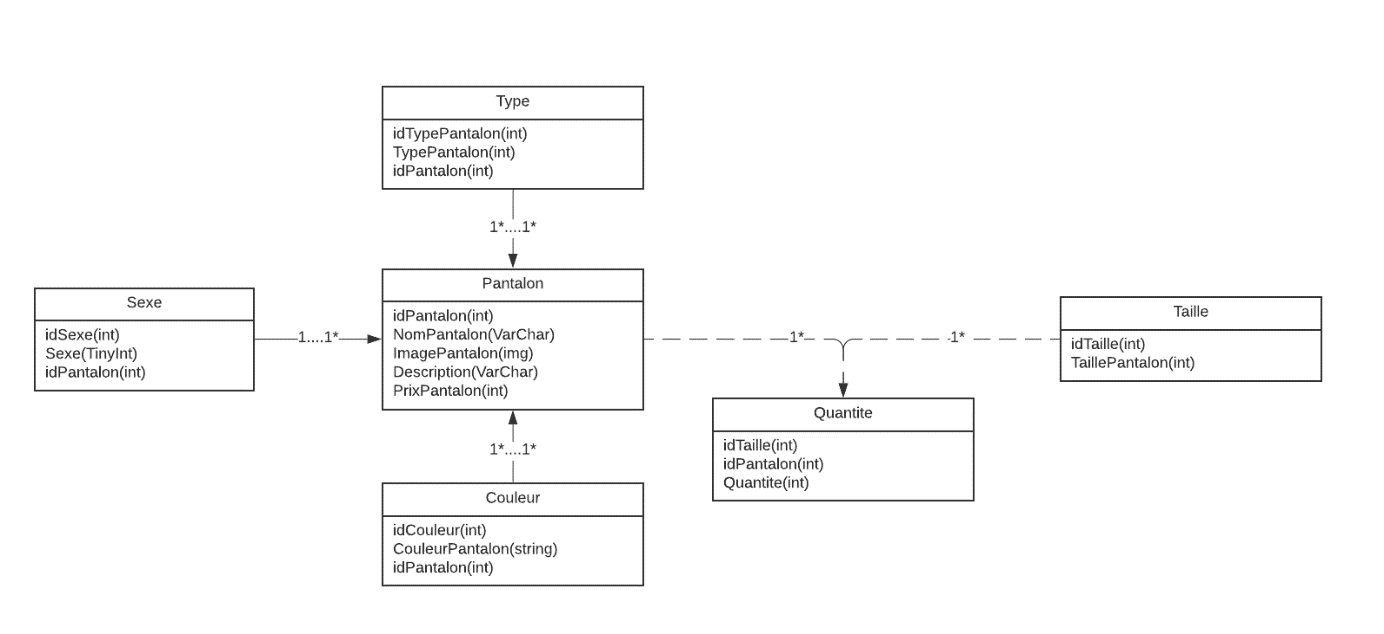 Type
idTypePantalon(int)
TypePantalon(int)
idPantalon(int)
1*....1*
Sexe
idSexe(int)
Sexe(TinyInt)
idPantalon(int)
1....1*
Pantalon
idPantalon(int)
NomPantalon(VarChar)
ImagePantalon(img)
Description(VarChar)
PrixPantalon(int)
1*
1*
Taille
idTaille(int)
TaillePantalon(int)
Quantite
idTaille(int)
idPantalon(int)
Quantite(int)
1*....1*
Couleur
idCouleur(int)
CouleurPantalon(string)
idPantalon(int)